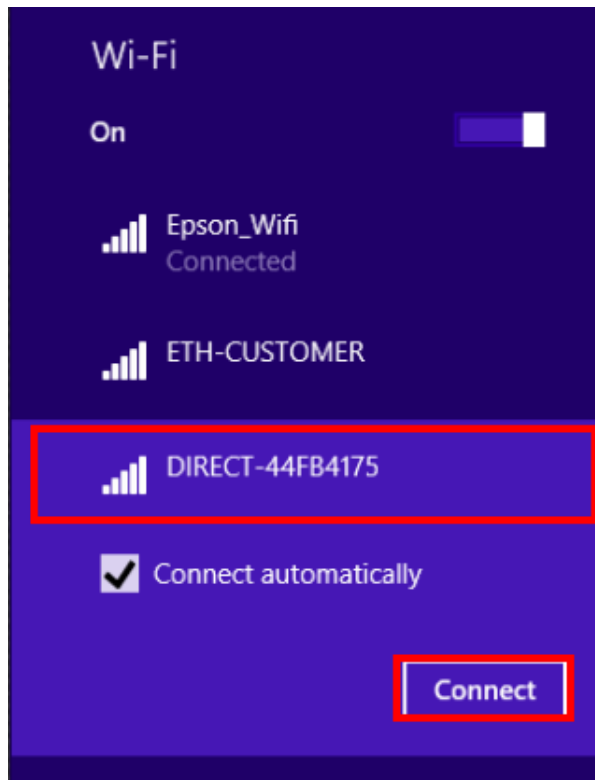 Wi-Fi
On
Epson_Wifi
Connected
ETH-CUSTOMER
DIRECT-44FB4175
Connect automatically
Connect